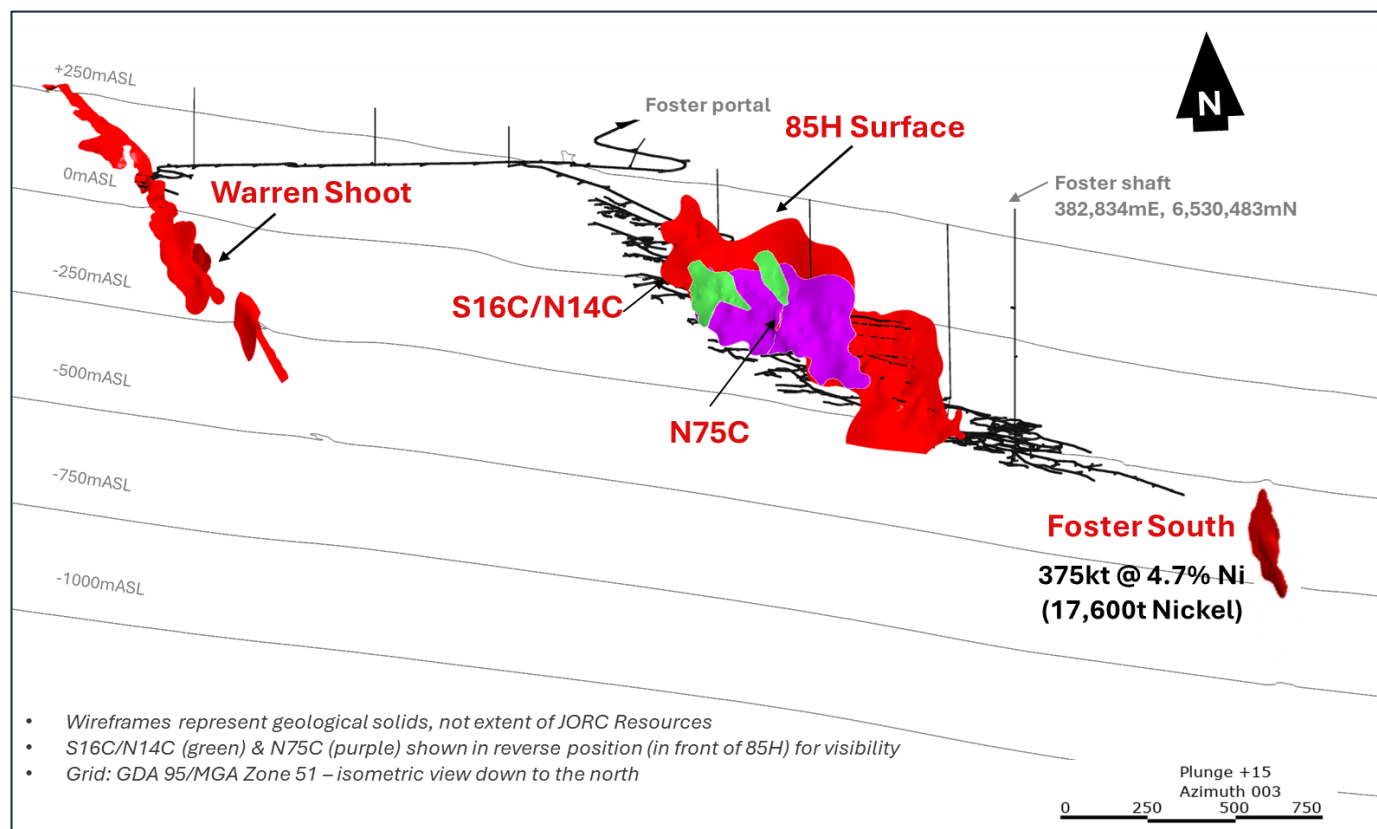 +250mASL
Foster portal
85H Surface
N
0mASL
Warren Shoot
Foster shaft
382,834mE, 6,530,483mN
-250mASL
S16C/N14C
-500mASL
N75C
-750mASL
Foster South
375kt @ 4.7% Ni
(17,600t Nickel)
-1000mASL
• Wireframes represent geological solids, not extent of JORC Resources
• S16C/N14C (green) & N75C (purple) shown in reverse position (in front of 85H) for visibility
• Grid: GDA 95/MGA Zone 51 – isometric view down to the north
Plunge +15
Azimuth 003
0 250 500 750